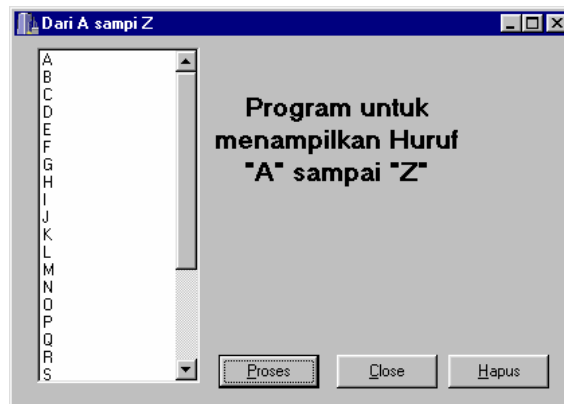 Dari A sampi Z
A
B
C
D
E
F
G
H
I
J
K
L
M
N
O
P
Q
R
S
Program untuk
menampilkan Huruf
"A" sampai "Z"
Proses
Close
Hapus